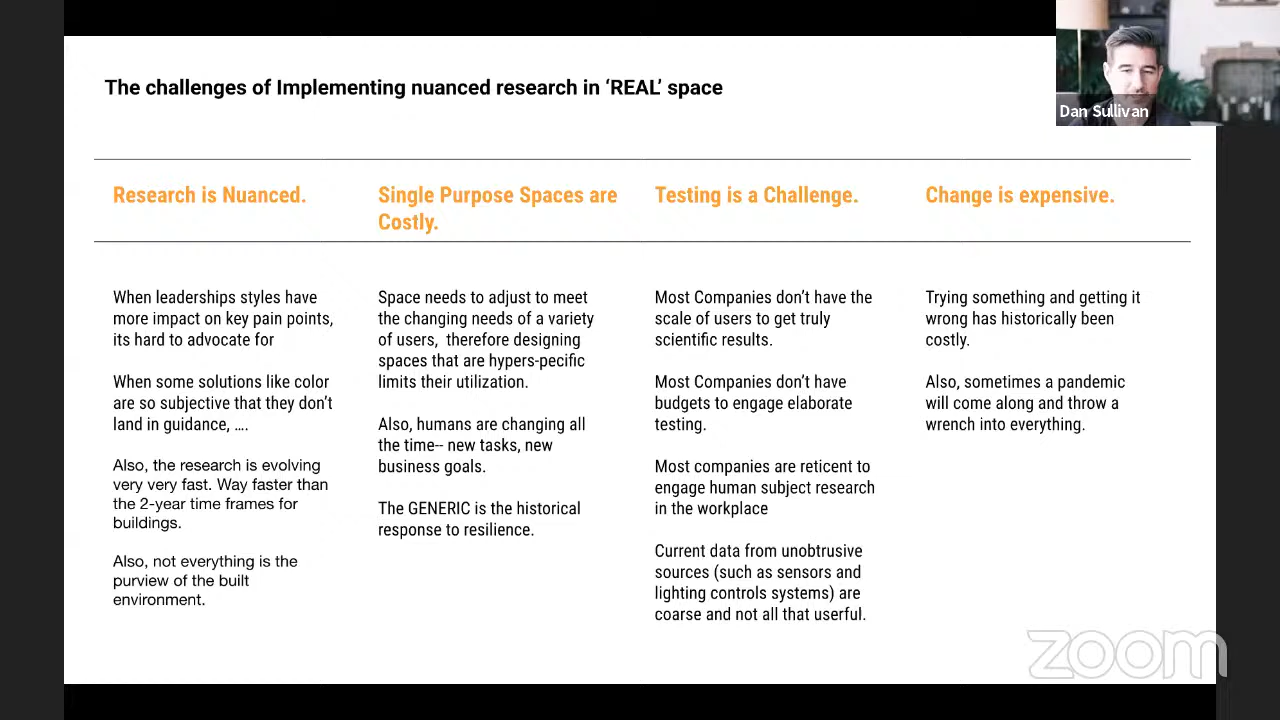 The challenges of Implementing nuanced research in ‘REAL’ space
Dan Sullivan
Research is Nuanced.
When leaderships styles have
more impact on key pain points,
its hard to advocate for
When some solutions like color
are so subjective that they don’t
land in guidance, ....
Also, the research is evolving
very very fast. Way faster than
the 2-year time frames for
buildings.
Also, not everything is the
purview of the built
environment.
Single Purpose Spaces are
Costly.
Space needs to adjust to meet
the changing needs of a variety
of users,  therefore designing
spaces that are hypers-pecific
limits their utilization.
Also, humans are changing all
the time-- new tasks, new
business goals.
The GENERIC is the historical
response to resilience.
Testing is a Challenge.
Most Companies don’t have the
scale of users to get truly
scientific results.
Most Companies don’t have
budgets to engage elaborate
testing.
Most companies are reticent to
engage human subject research
in the workplace
Current data from unobtrusive
sources (such as sensors and
lighting controls systems) are
coarse and not all that userful.
Change is expensive.
Trying something and getting it
wrong has historically been
costly.
Also, sometimes a pandemic
will come along and throw a
wrench into everything.
zoom